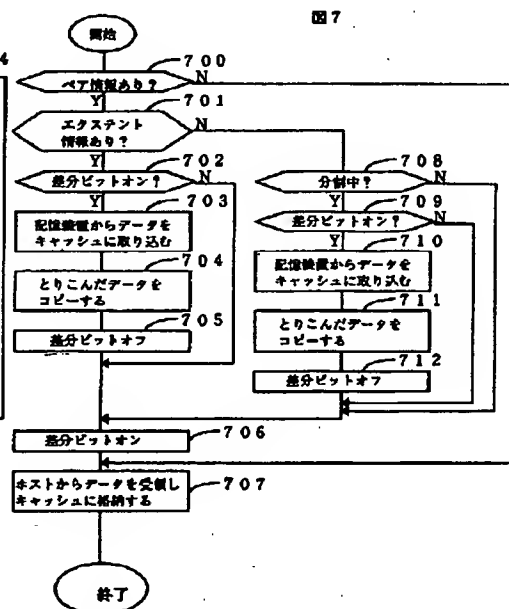 図7
4
開始
700
ペア情報あり?
N
Y
701
エクステント
情報あり?
N
Y
702
差分ビットオン?
N
Y
703
記憶装置からデータを
キャッシュに取り込む
704
とりこんだデータを
コピーする
705
差分ビットオフ
708
分割中?
N
Y
709
差分ビットオン?
N
Y
710
記憶装置からデータを
キャッシュに取り込む
711
とりこんだデータを
コピーする
712
差分ビットオフ
差分ビットオン
706
ホストからデータを受領し
キャッシュに格納する
707
終了